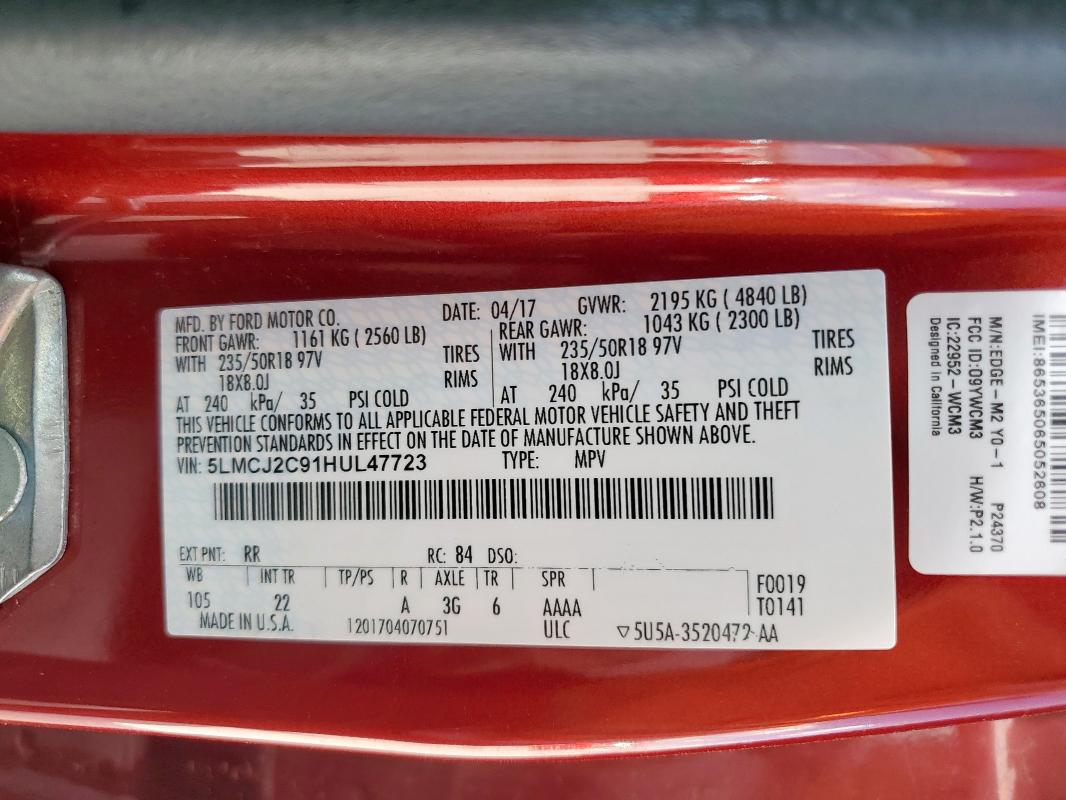 MFD. BY FORD MOTOR CO.
DATE: 04/17 GVWR: 2195 KG ( 4840 LB)
FRONT GAWR: 1161 KG ( 2560 LB)
WITH 235/50R18 97V TIRES
18X8.0J RIMS
AT 240 kPa/ 35 PSI COLD
REAR GAWR: 1043 KG ( 2300 LB)
WITH 235/50R18 97V TIRES
18X8.0J RIMS
AT 240 kPa/ 35 PSI COLD
THIS VEHICLE CONFORMS TO ALL APPLICABLE FEDERAL MOTOR VEHICLE SAFETY AND THEFT
PREVENTION STANDARDS IN EFFECT ON THE DATE OF MANUFACTURE SHOWN ABOVE.
VIN: 5LMCJ2C91HUL47723 TYPE: MPV
EXT PNT: RR RC: 84 DSO:
WB INT TR TP/PS R AXLE TR SPR
105 22 A 3G 6 AAAA
F0019
T0141
MADE IN U.S.A. 1201704070751 ULC ▽5U5A-3520472-AA
IMEI:865365065052608
M/N:EDGE-M2 Y0-1 P24370
FCC ID:09YWCM3 H/W:P2.1.0
IC:22952-WCM3
Designed in California